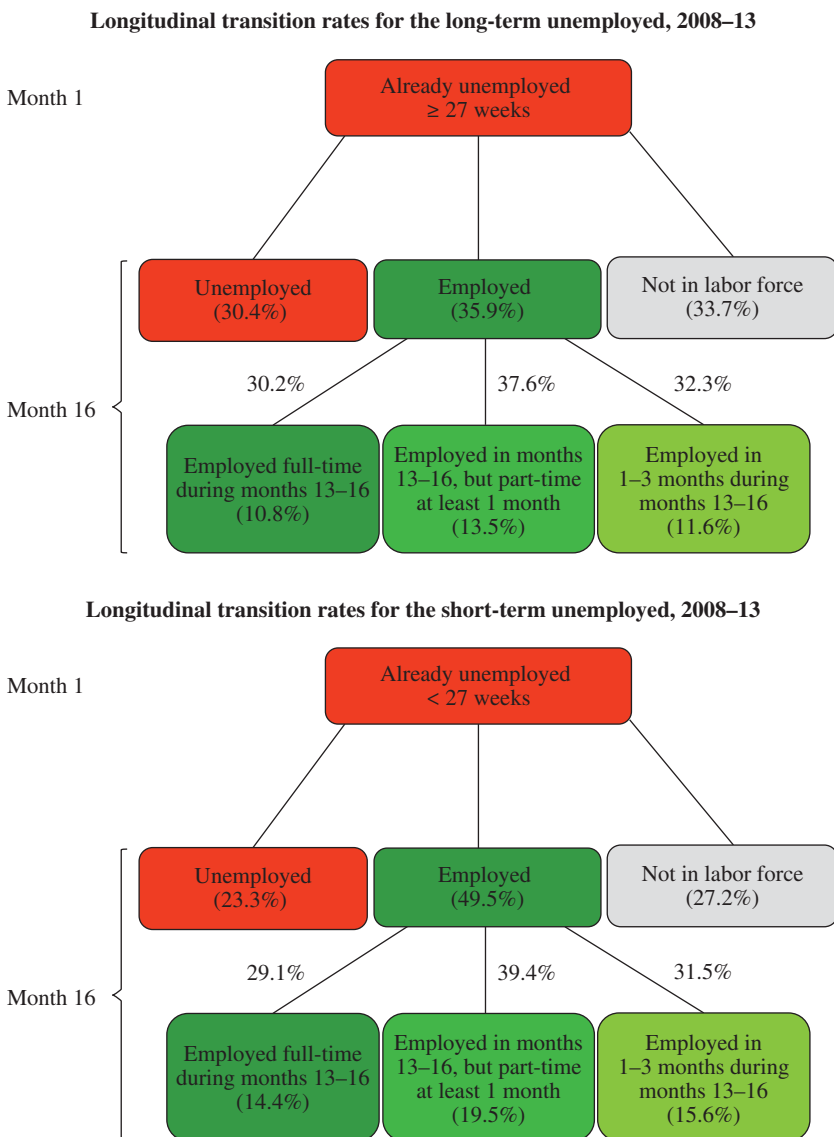 Longitudinal transition rates for the long-term unemployed, 2008–13
Month 1
Already unemployed
≥ 27 weeks
Unemployed
(30.4%)
Employed
(35.9%)
Not in labor force
(33.7%)
30.2%
37.6%
32.3%
Month 16
Employed full-time
during months 13–16
(10.8%)
Employed in months
13–16, but part-time
at least 1 month
(13.5%)
Employed in
1–3 months during
months 13–16
(11.6%)
Longitudinal transition rates for the short-term unemployed, 2008–13
Month 1
Already unemployed
< 27 weeks
Unemployed
(23.3%)
Employed
(49.5%)
Not in labor force
(27.2%)
29.1%
39.4%
31.5%
Month 16
Employed full-time
during months 13–16
(14.4%)
Employed in months
13–16, but part-time
at least 1 month
(19.5%)
Employed in
1–3 months during
months 13–16
(15.6%)